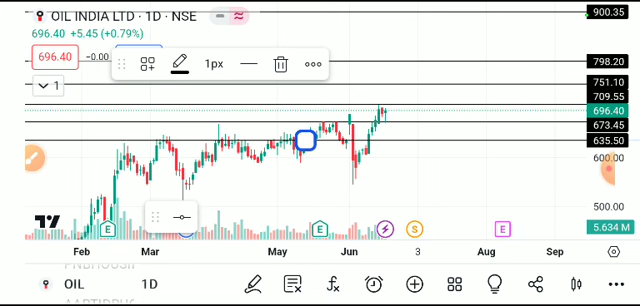 OIL INDIA LTD · 1D · NSE
900.35
696.40 +5.45 (+0.79%)
696.40
−0.00
1px
798.20
1
751.10
709.55
696.40
673.45
635.50
600.00
500.00
E
E
S
E
5.634 M
Feb
Mar
May
Jun
3
Aug
Sep
OIL
1D